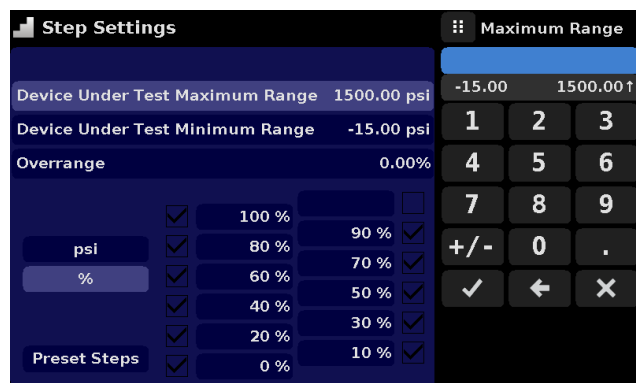 Step Settings
Device Under Test Maximum Range 1500.00 psi
Device Under Test Minimum Range -15.00 psi
Overrange 0.00%
psi
%
Preset Steps
100 %
90 %
80 %
70 %
60 %
50 %
40 %
30 %
20 %
10 %
0 %
Maximum Range
-15.00 1500.00↑
1 2 3
4 5 6
7 8 9
+/- 0 .